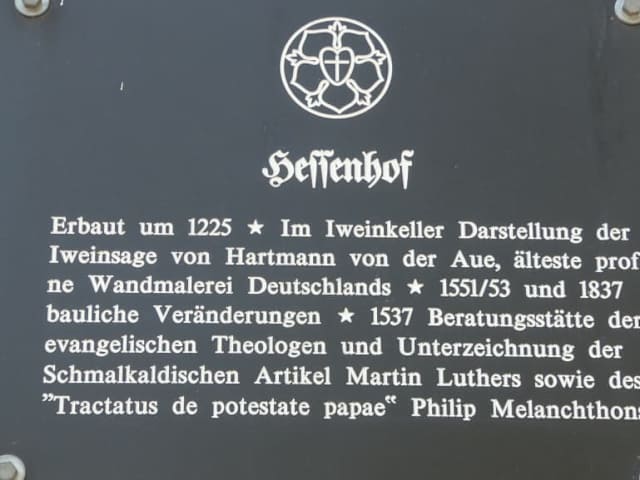 Hessenhof
Erbaut um 1225 ★ Im Iweinkeller Darstellung der
Iweinsage von Hartmann von der Aue, älteste prof
ne Wandmalerei Deutschlands ★ 1551/53 und 1837
bauliche Veränderungen ★ 1537 Beratungsstätte der
evangelischen Theologen und Unterzeichnung der
Schmalkaldischen Artikel Martin Luthers sowie des
"Tractatus de potestate papae“ Philip Melanchthons